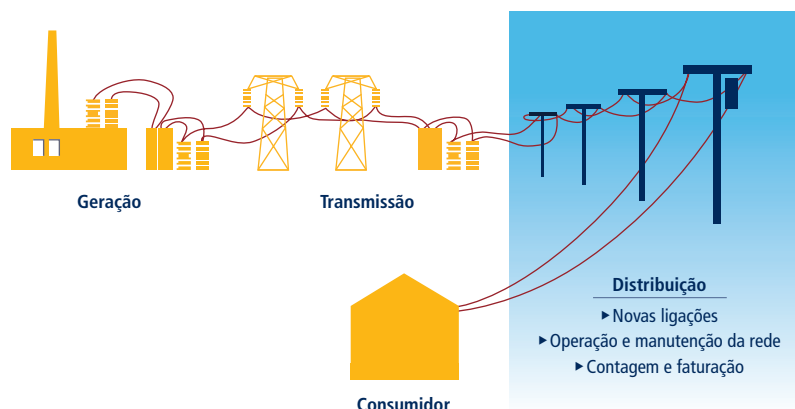 Geração
Transmissão
Distribuição
▸ Novas ligações
▸ Operação e manutenção da rede
▸ Contagem e faturação
Consumidor